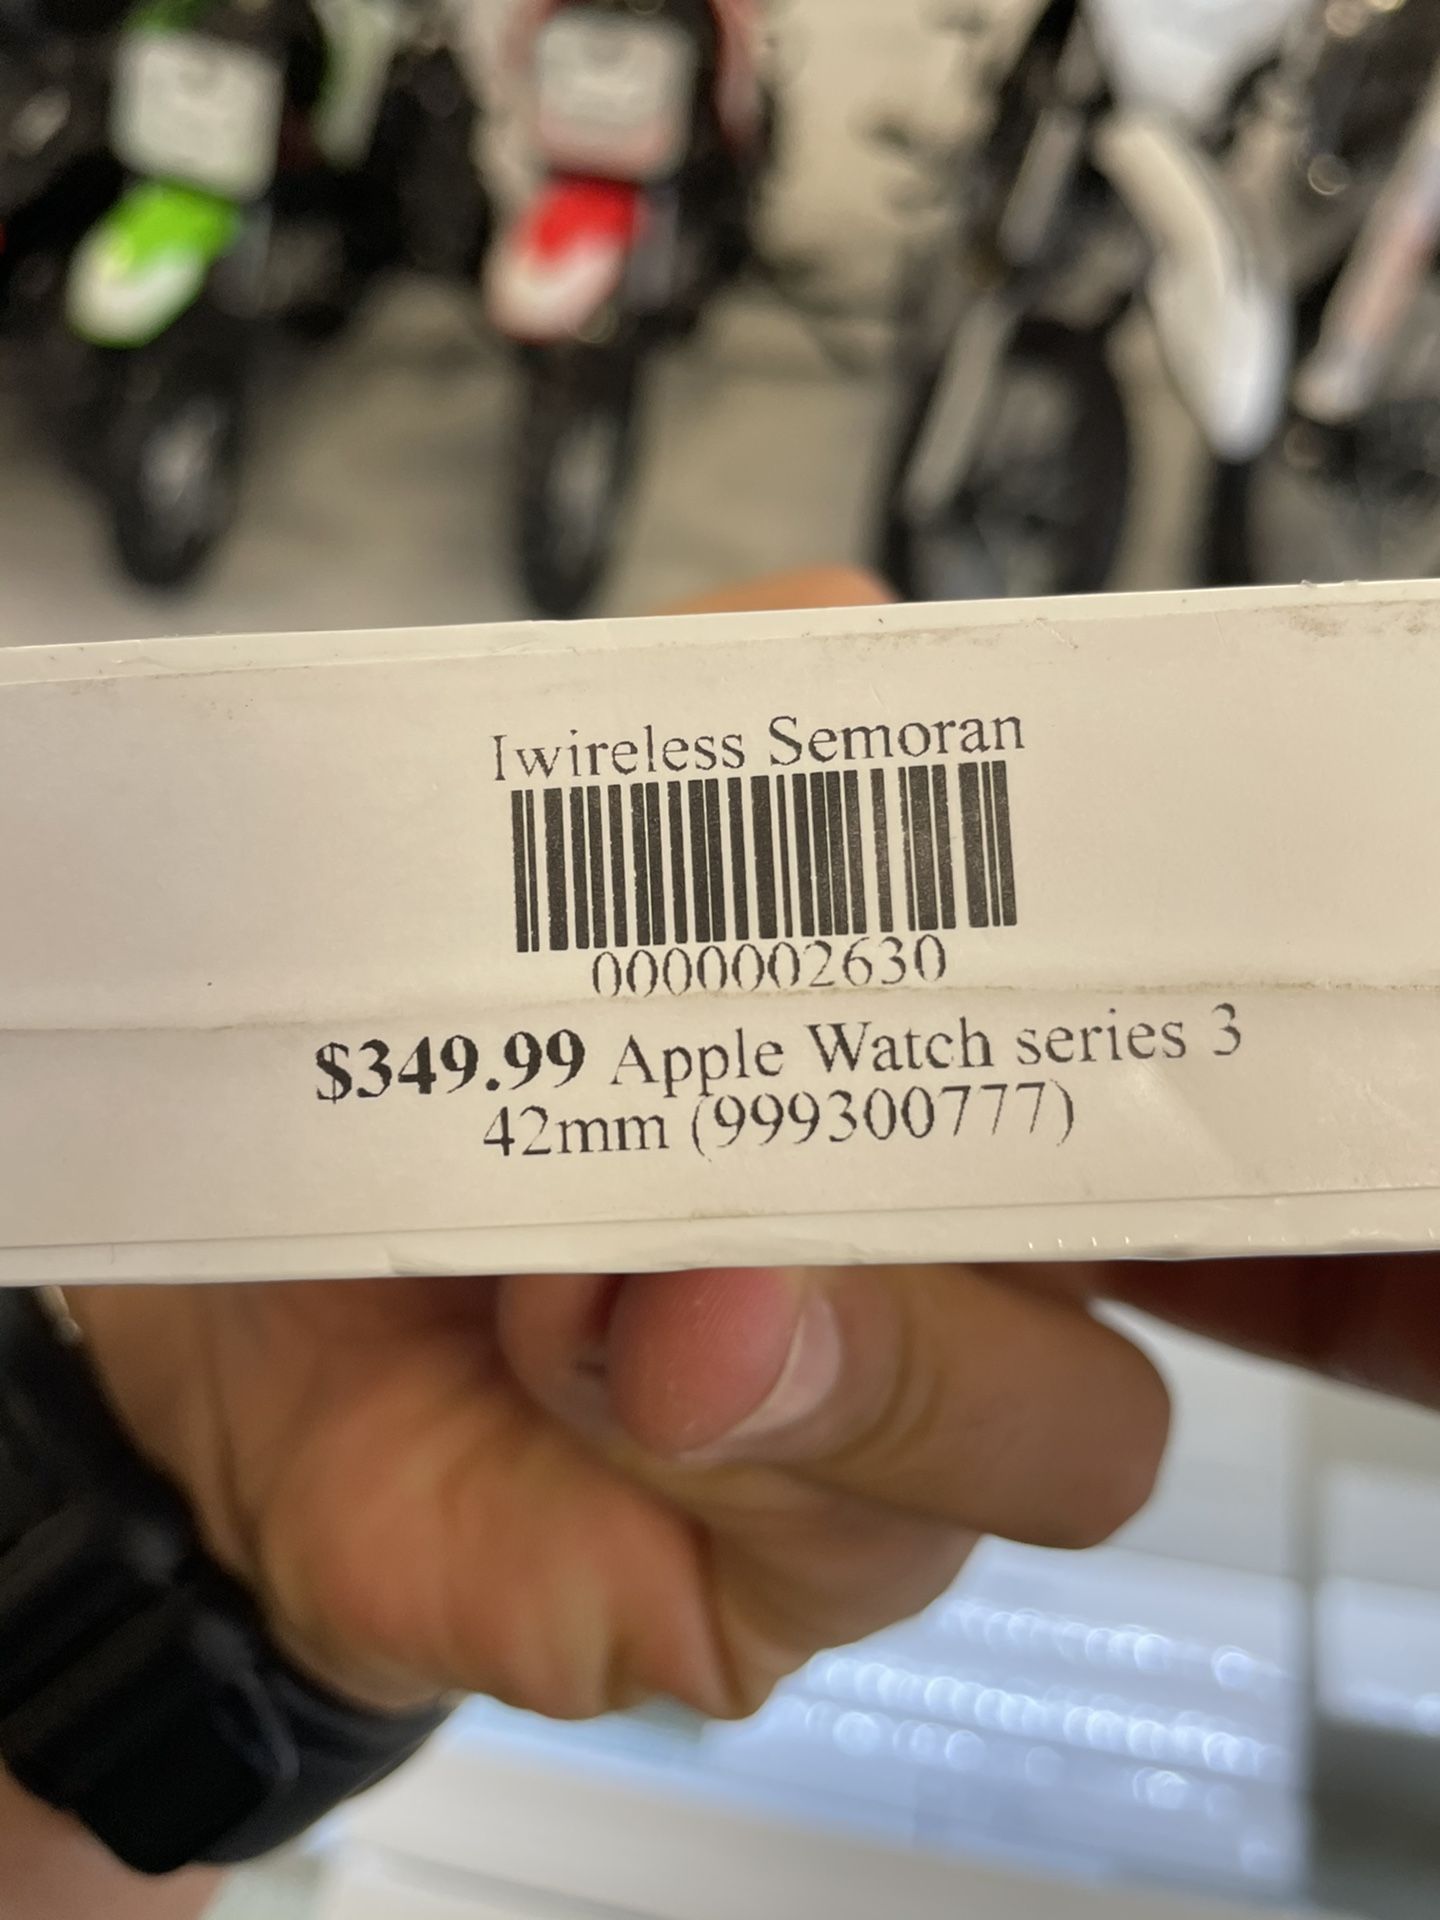 Iwireless Semoran
0000002630
$349.99 Apple Watch series 3
42mm (999300777)